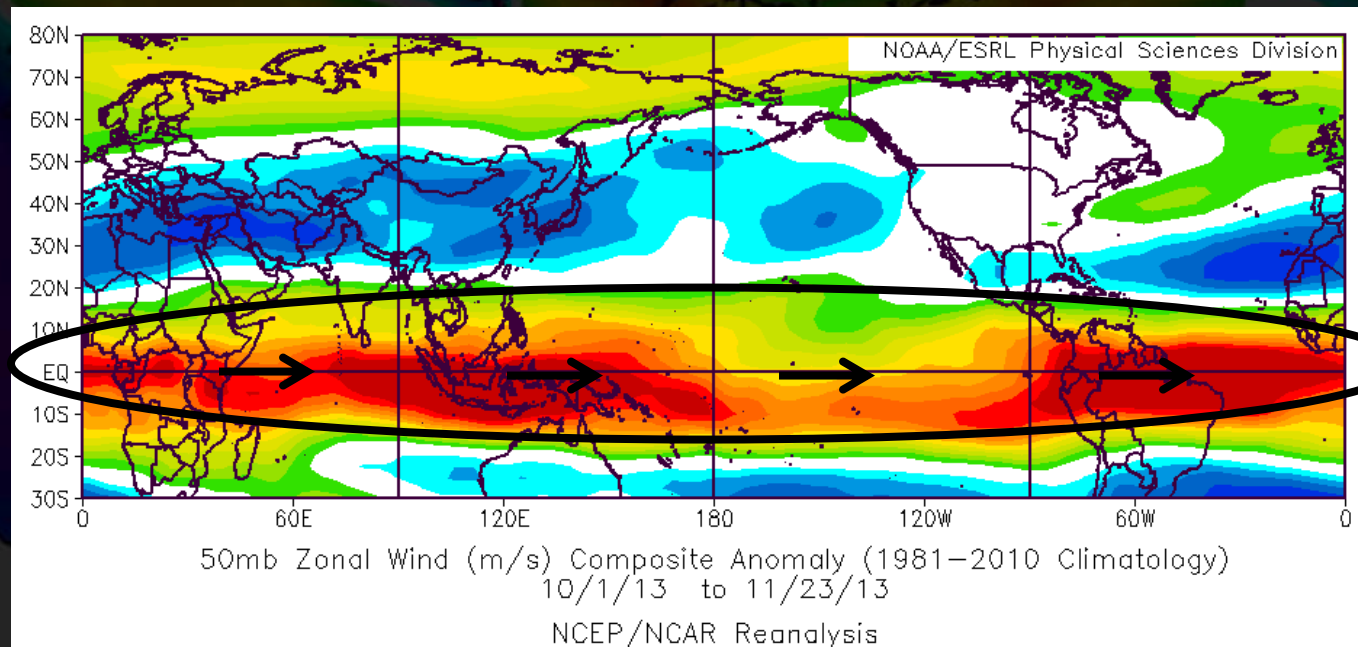 NOAA/ESRL Physical Sciences Division
80N
70N
60N
50N
40N
30N
20N
10N
EQ
10S
20S
30S
0 60E 120E 180 120W 60W 0
50mb Zonal Wind (m/s) Composite Anomaly (1981-2010 Climatology)
10/1/13 to 11/23/13
NCEP/NCAR Reanalysis